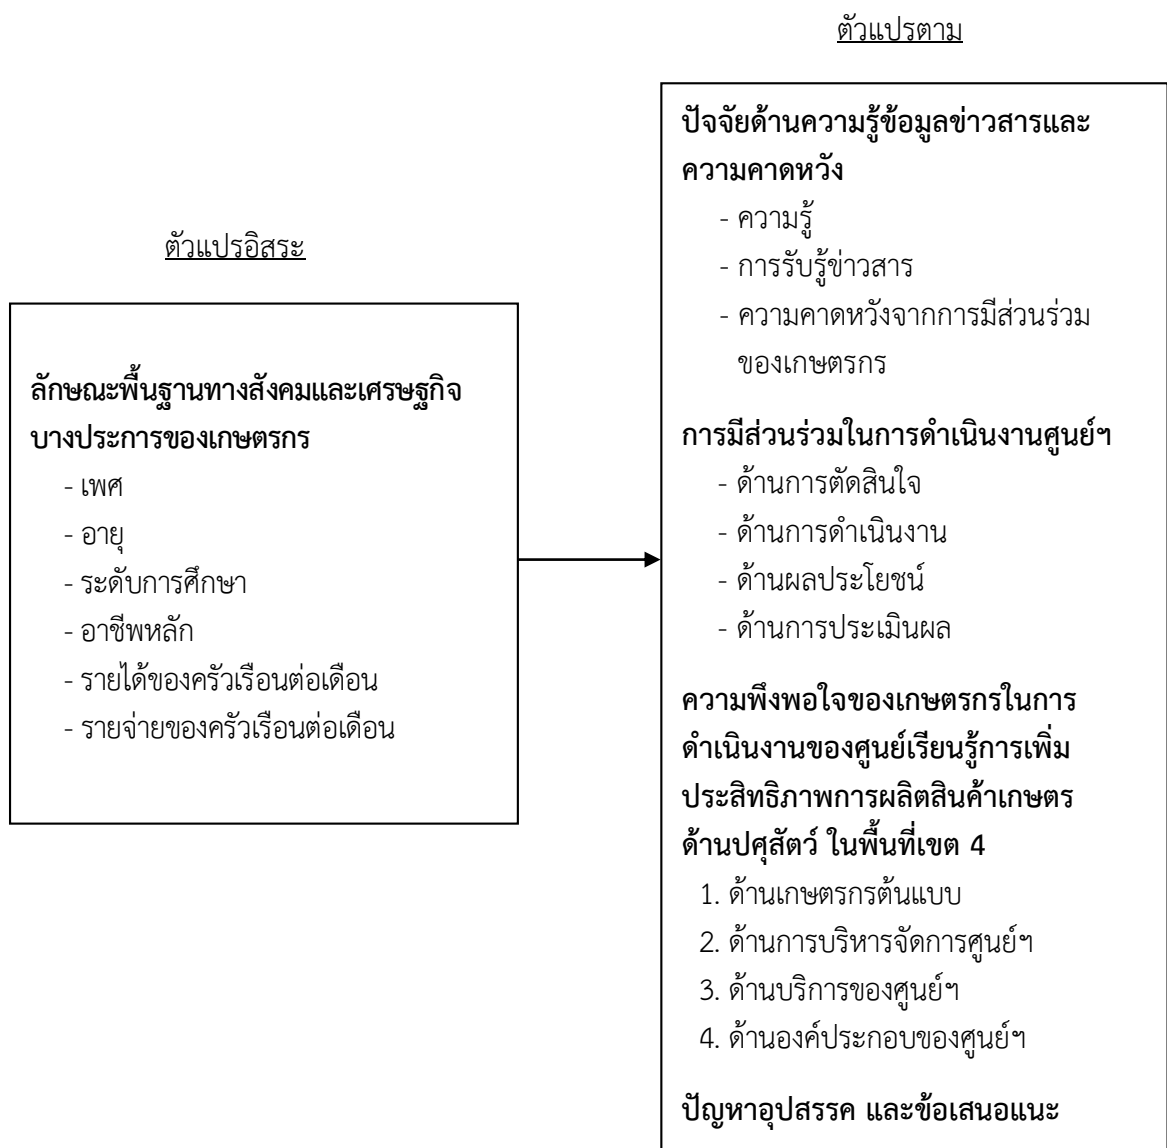 ตัวแปรตาม
ตัวแปรอิสระ
ลักษณะพื้นฐานทางสังคมและเศรษฐกิจ
บางประการของเกษตรกร
- เพศ
- อายุ
- ระดับการศึกษา
- อาชีพหลัก
- รายได้ของครัวเรือนต่อเดือน
- รายจ่ายของครัวเรือนต่อเดือน
ปัจจัยด้านความรู้ข้อมูลข่าวสารและ
ความคาดหวัง
- ความรู้
- การรับรู้ข่าวสาร
- ความคาดหวังจากการมีส่วนร่วม
ของเกษตรกร
การมีส่วนร่วมในการดำเนินงานศูนย์ฯ
- ด้านการตัดสินใจ
- ด้านการดำเนินงาน
- ด้านผลประโยชน์
- ด้านการประเมินผล
ความพึงพอใจของเกษตรกรในการ
ดำเนินงานของศูนย์เรียนรู้การเพิ่ม
ประสิทธิภาพการผลิตสินค้าเกษตร
ด้านปศุสัตว์ ในพื้นที่เขต 4
1. ด้านเกษตรกรต้นแบบ
2. ด้านการบริหารจัดการศูนย์ฯ
3. ด้านบริการของศูนย์ฯ
4. ด้านองค์ประกอบของศูนย์ฯ
ปัญหาอุปสรรค และข้อเสนอแนะ